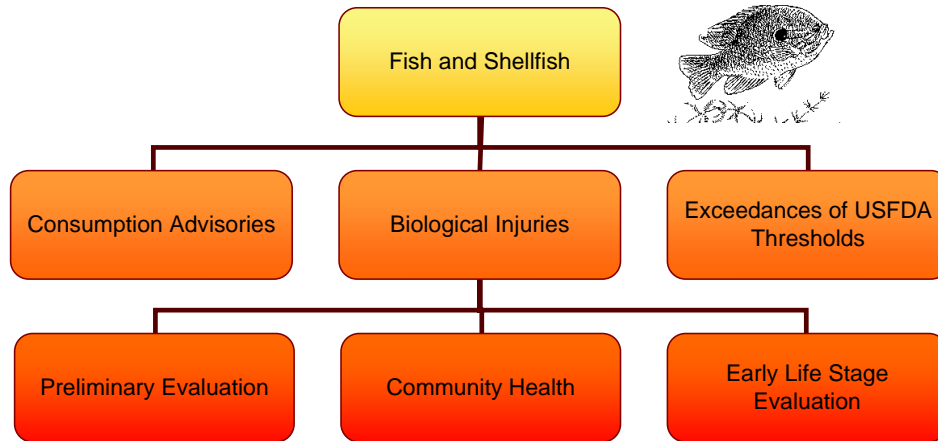 Fish and Shellfish
Consumption Advisories
Biological Injuries
Exceedances of USFDA
Thresholds
Preliminary Evaluation
Community Health
Early Life Stage
Evaluation